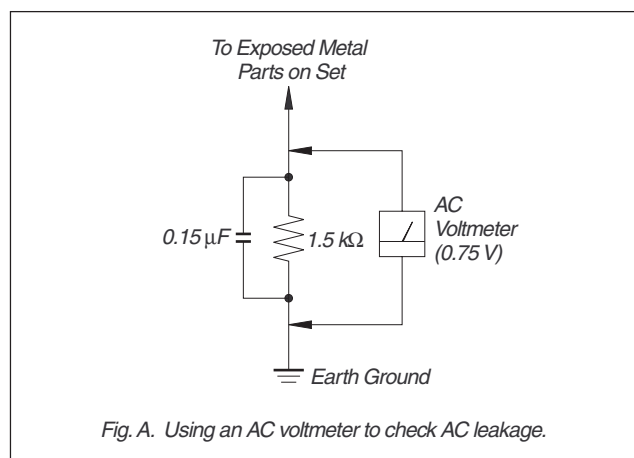 To Exposed Metal
Parts on Set
0.15 μF
1.5 kΩ
AC
Voltmeter
(0.75 V)
Earth Ground
Fig. A. Using an AC voltmeter to check AC leakage.